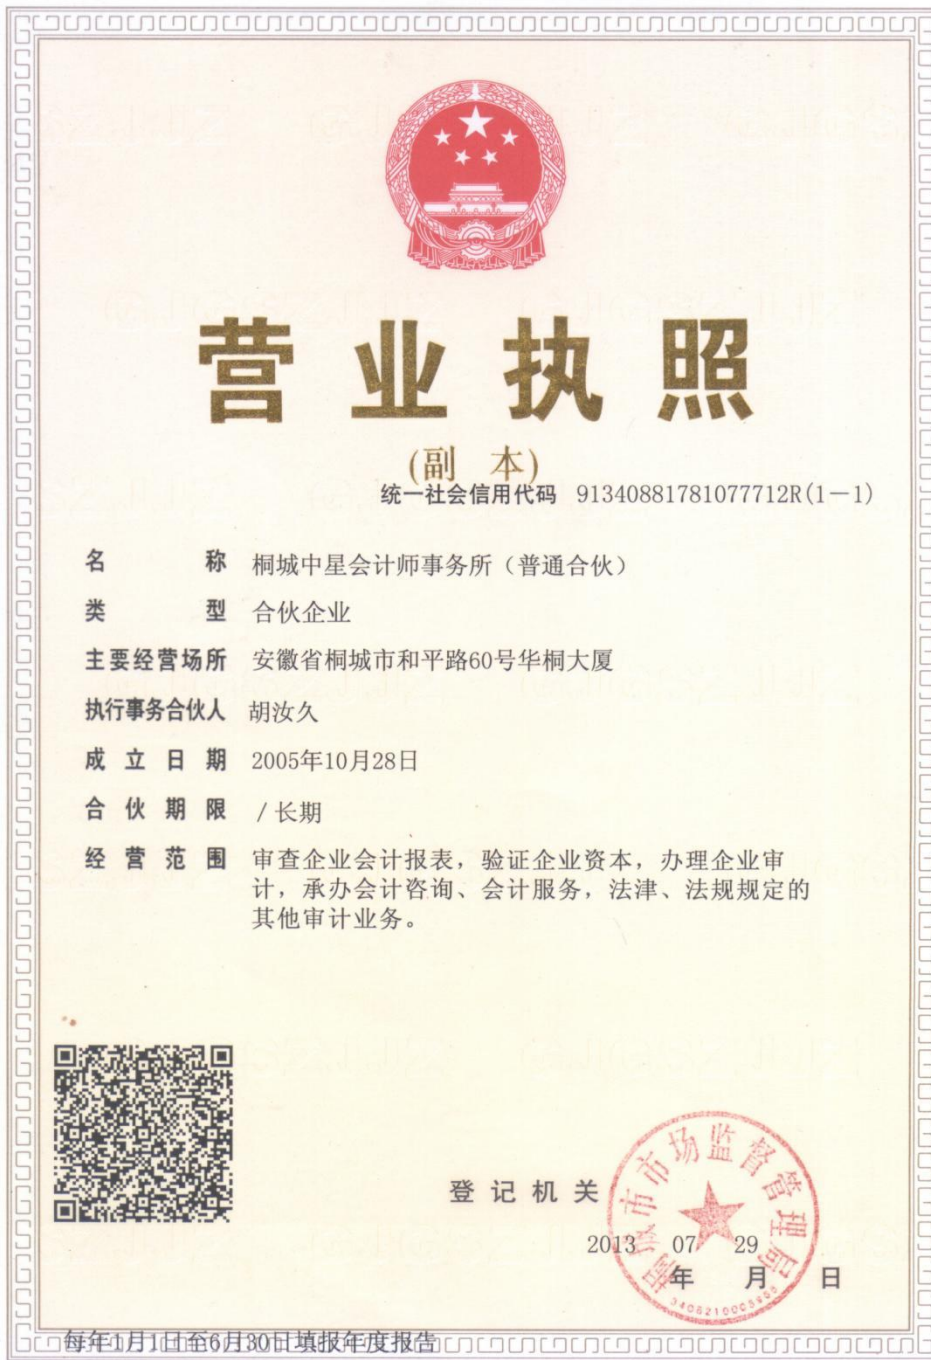 营业执照
(副 本)
统一社会信用代码 91340881781077712R(1-1)
名 称 桐城中星会计师事务所（普通合伙）
类 型 合伙企业
主要经营场所 安徽省桐城市和平路60号华桐大厦
执行事务合伙人 胡汝久
成立日期 2005年10月28日
合伙期限 / 长期
经营范围 审查企业会计报表，验证企业资本，办理企业审
计，承办会计咨询、会计服务，法津、法规规定的
其他审计业务。
桐城市市场监督管理局
登记机关
2013 07 29
年 月 日
每年1月1日至6月30日填报年度报告